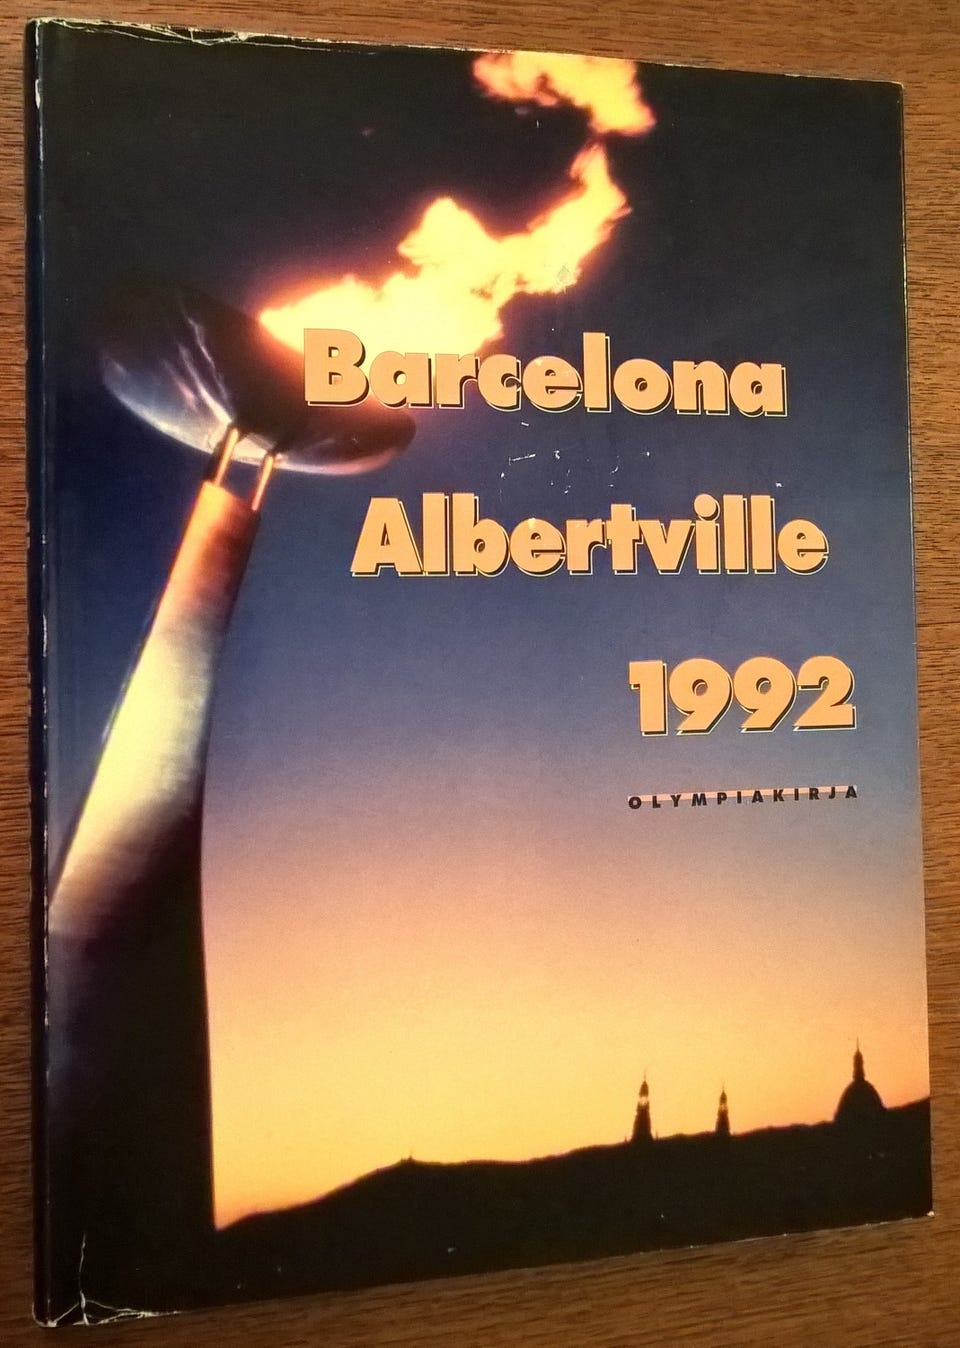 Barcelona
Albertville
1992
OLYMPIAKIRJA